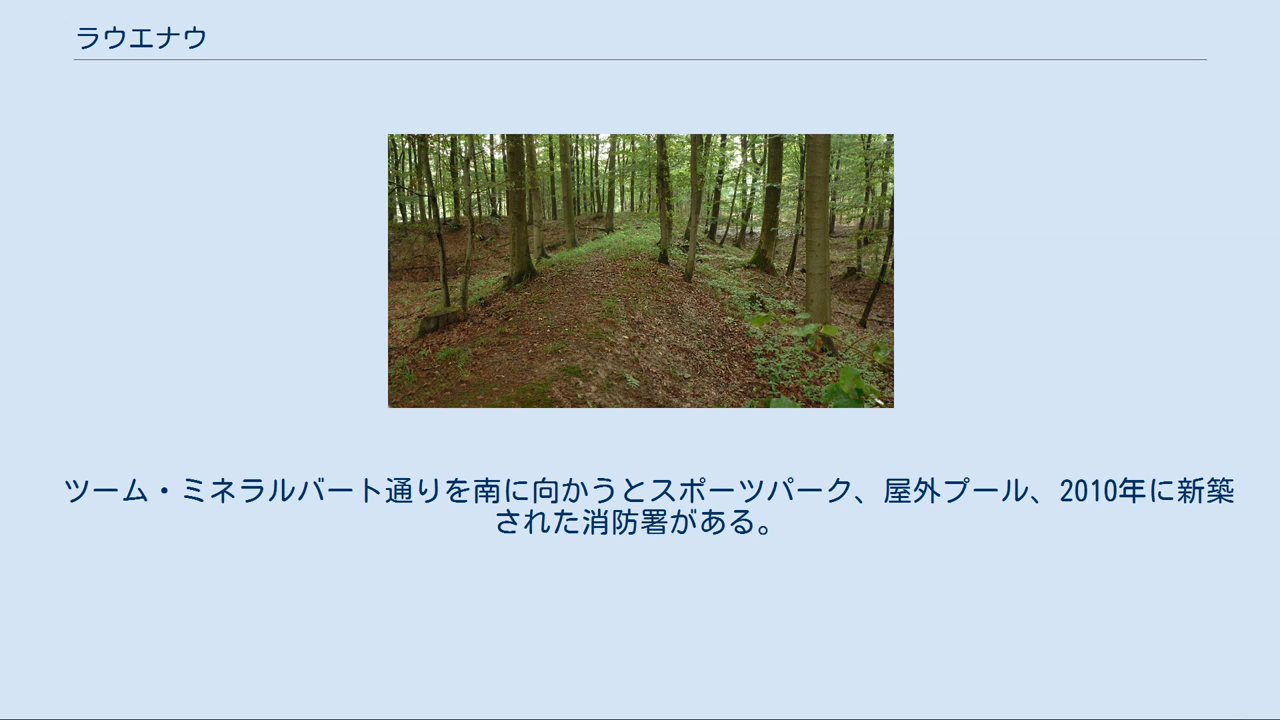 ラウエナウ
ツーム・ミネラルバート通りを南に向かうとスポーツパーク、屋外プール、2010年に新築
された消防署がある。